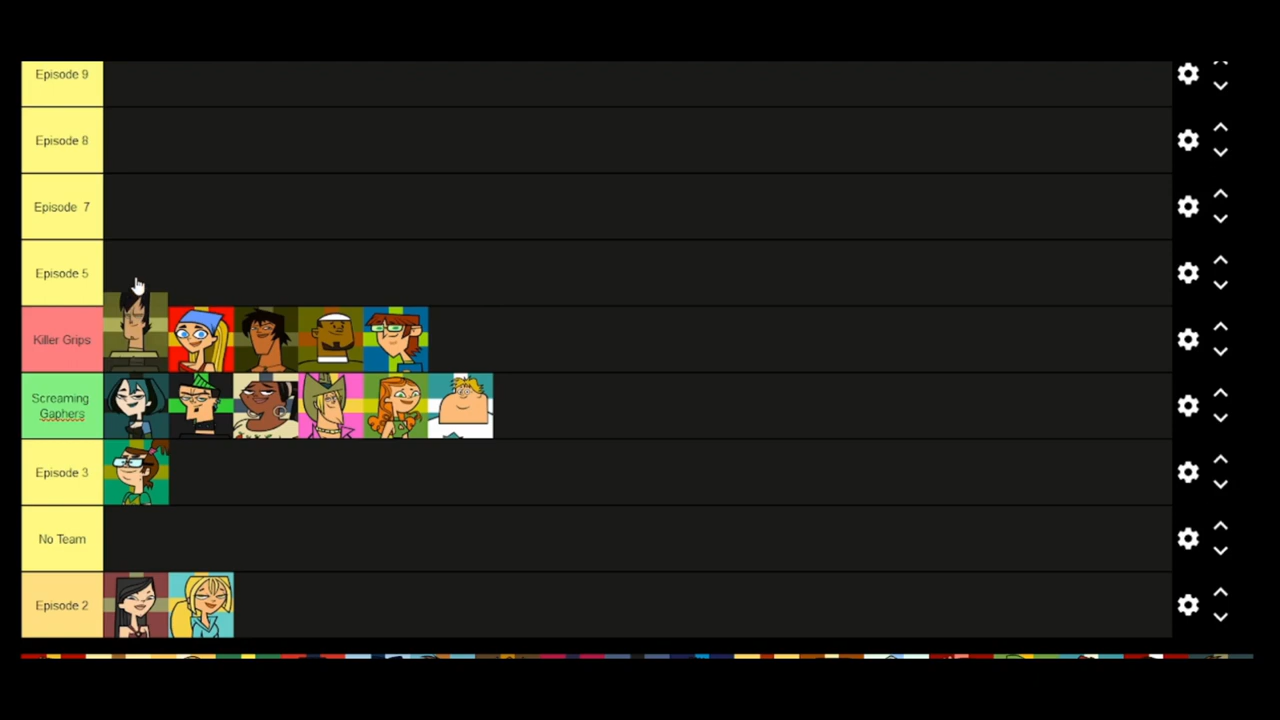 Episode 9
Episode 8
Episode 7
Episode 5
Killer Grips
Screaming
Gaphers
Episode 3
No Team
Episode 2